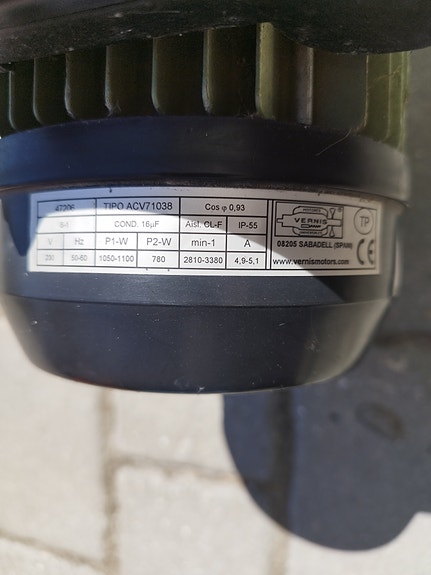 47206 TIPO ACV71038 Cos φ 0,93
S-1 COND. 16µF Aisl. CL-F IP-55
V Hz P1-W P2-W min-1 A
230 50-60 1050-1100 780 2810-3380 4,9-5,1
VERNIS
TP
08205 SABADELL (SPAIN)
www.vernismotors.com CE